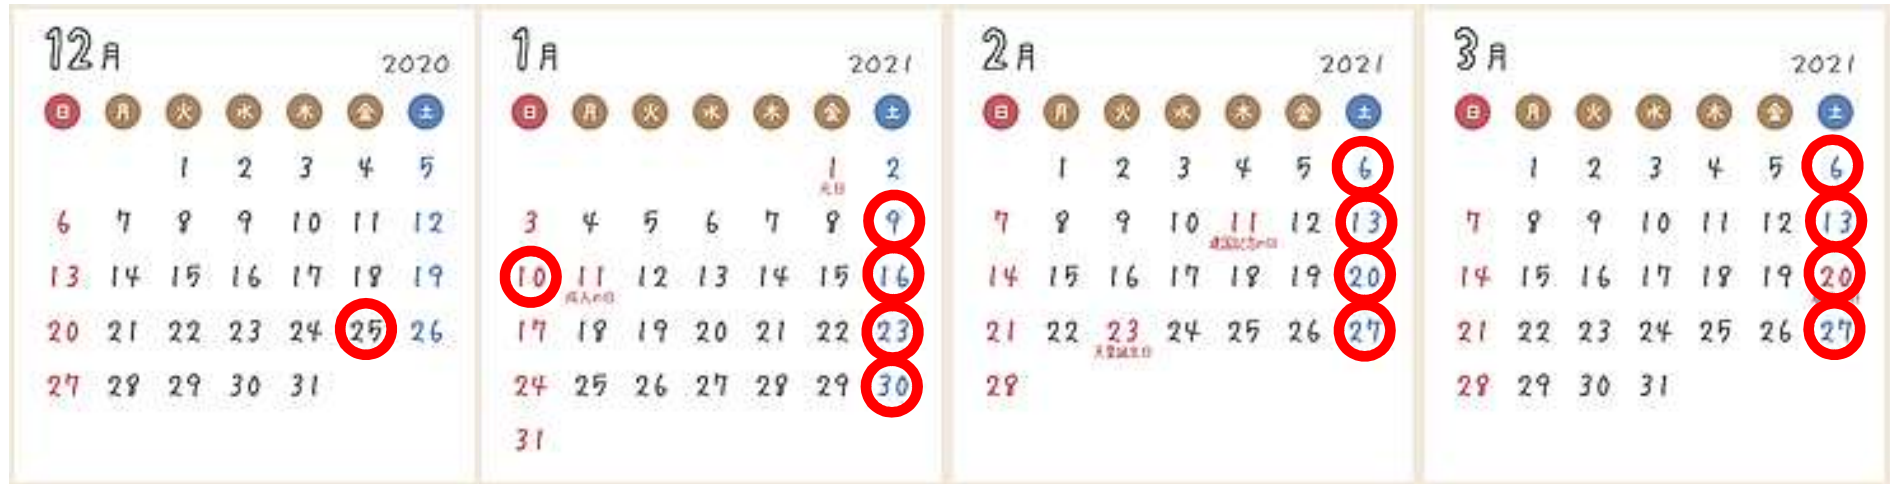 12月 2020
日 月 火 水 木 金 土
1 2 3 4 5
6 7 8 9 10 11 12
13 14 15 16 17 18 19
20 21 22 23 24 25 26
27 28 29 30 31
1月 2021
日 月 火 水 木 金 土
1 2
元日
3 4 5 6 7 8 9
10 11 12 13 14 15 16
成人の日
17 18 19 20 21 22 23
24 25 26 27 28 29 30
31
2月 2021
日 月 火 水 木 金 土
1 2 3 4 5 6
7 8 9 10 11 12 13
建国記念の日
14 15 16 17 18 19 20
21 22 23 24 25 26 27
天皇誕生日
28
3月 2021
日 月 火 水 木 金 土
1 2 3 4 5 6
7 8 9 10 11 12 13
14 15 16 17 18 19 20
21 22 23 24 25 26 27
28 29 30 31